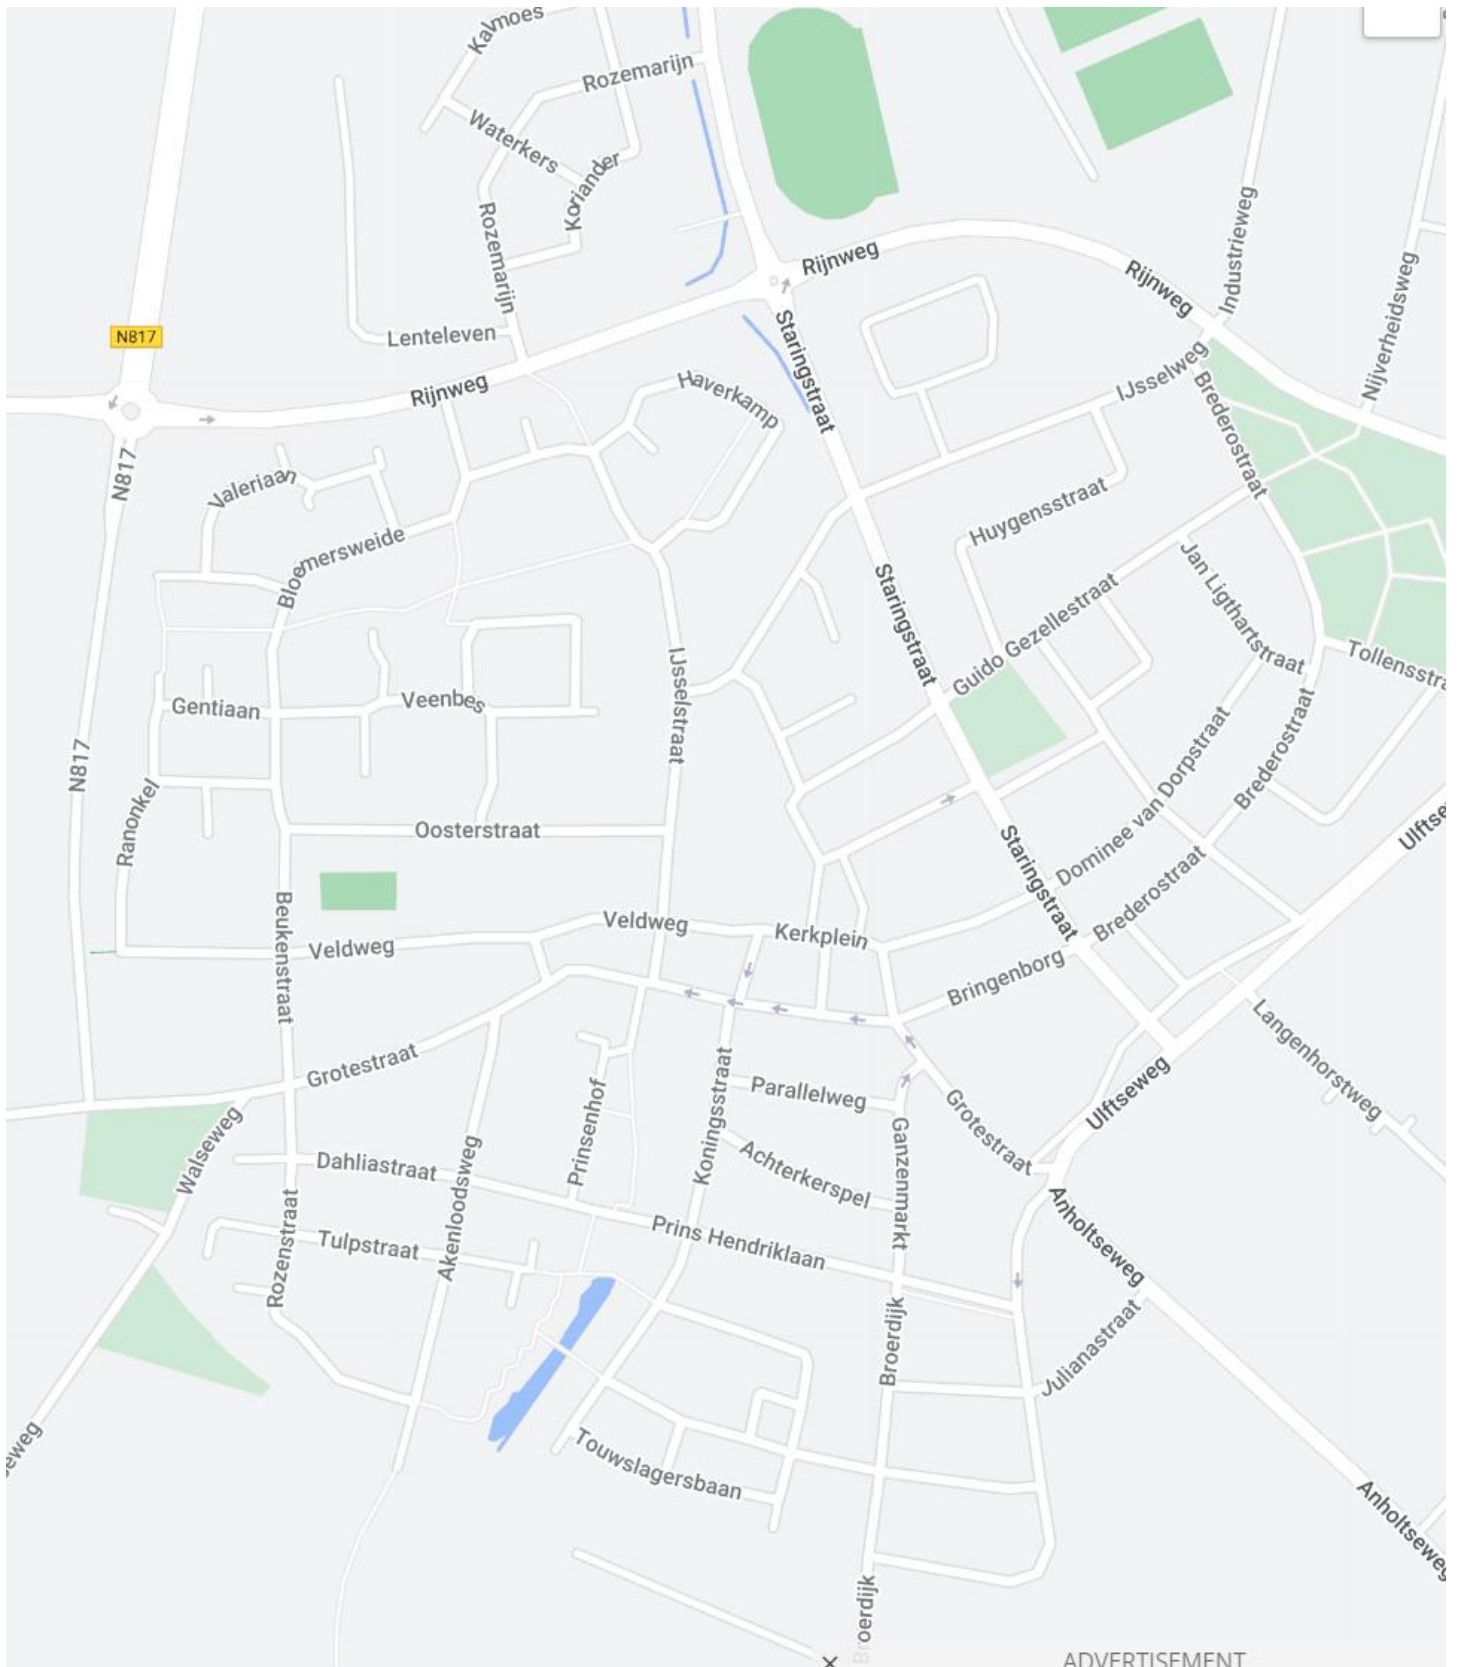 Kalmoes
Rozemarijn
Waterkers
Koriander
Rozemarijn
Industrieweg
Rijnweg
Rijnweg
Nijverheidsweg
N817
Lenteleven
Staringstraat
Rijnweg
Haverkamp
IJsselweg
Brederostraat
N817
Valeriaan
Huygensstraat
Bloemersweide
Jan Ligthartstraat
Staringstraat
Guido Gezellestraat
IJsselstraat
Tollensstra
Gentiaan
Veenbes
N817
Dominee van Dorpstraat
Brederostraat
Ranonkel
Oosterstraat
Staringstraat
Ulftse
Brederostraat
Beukenstraat
Veldweg
Veldweg
Kerkplein
Bringenborg
Langenhorstweg
Grotestraat
Koningsstraat
Parallelweg
Grotestraat
Ulftseweg
Walseweg
Prinsenhof
Ganzenmarkt
Dahliastraat
Achterkerspel
Akenloodsweg
Anholtseweg
Rozenstraat
Tulpstraat
Prins Hendriklaan
Broerdijk
Julianastraat
seweg
Touwslagersbaan
Anholtseweg
Broerdijk
ADVERTISEMENT